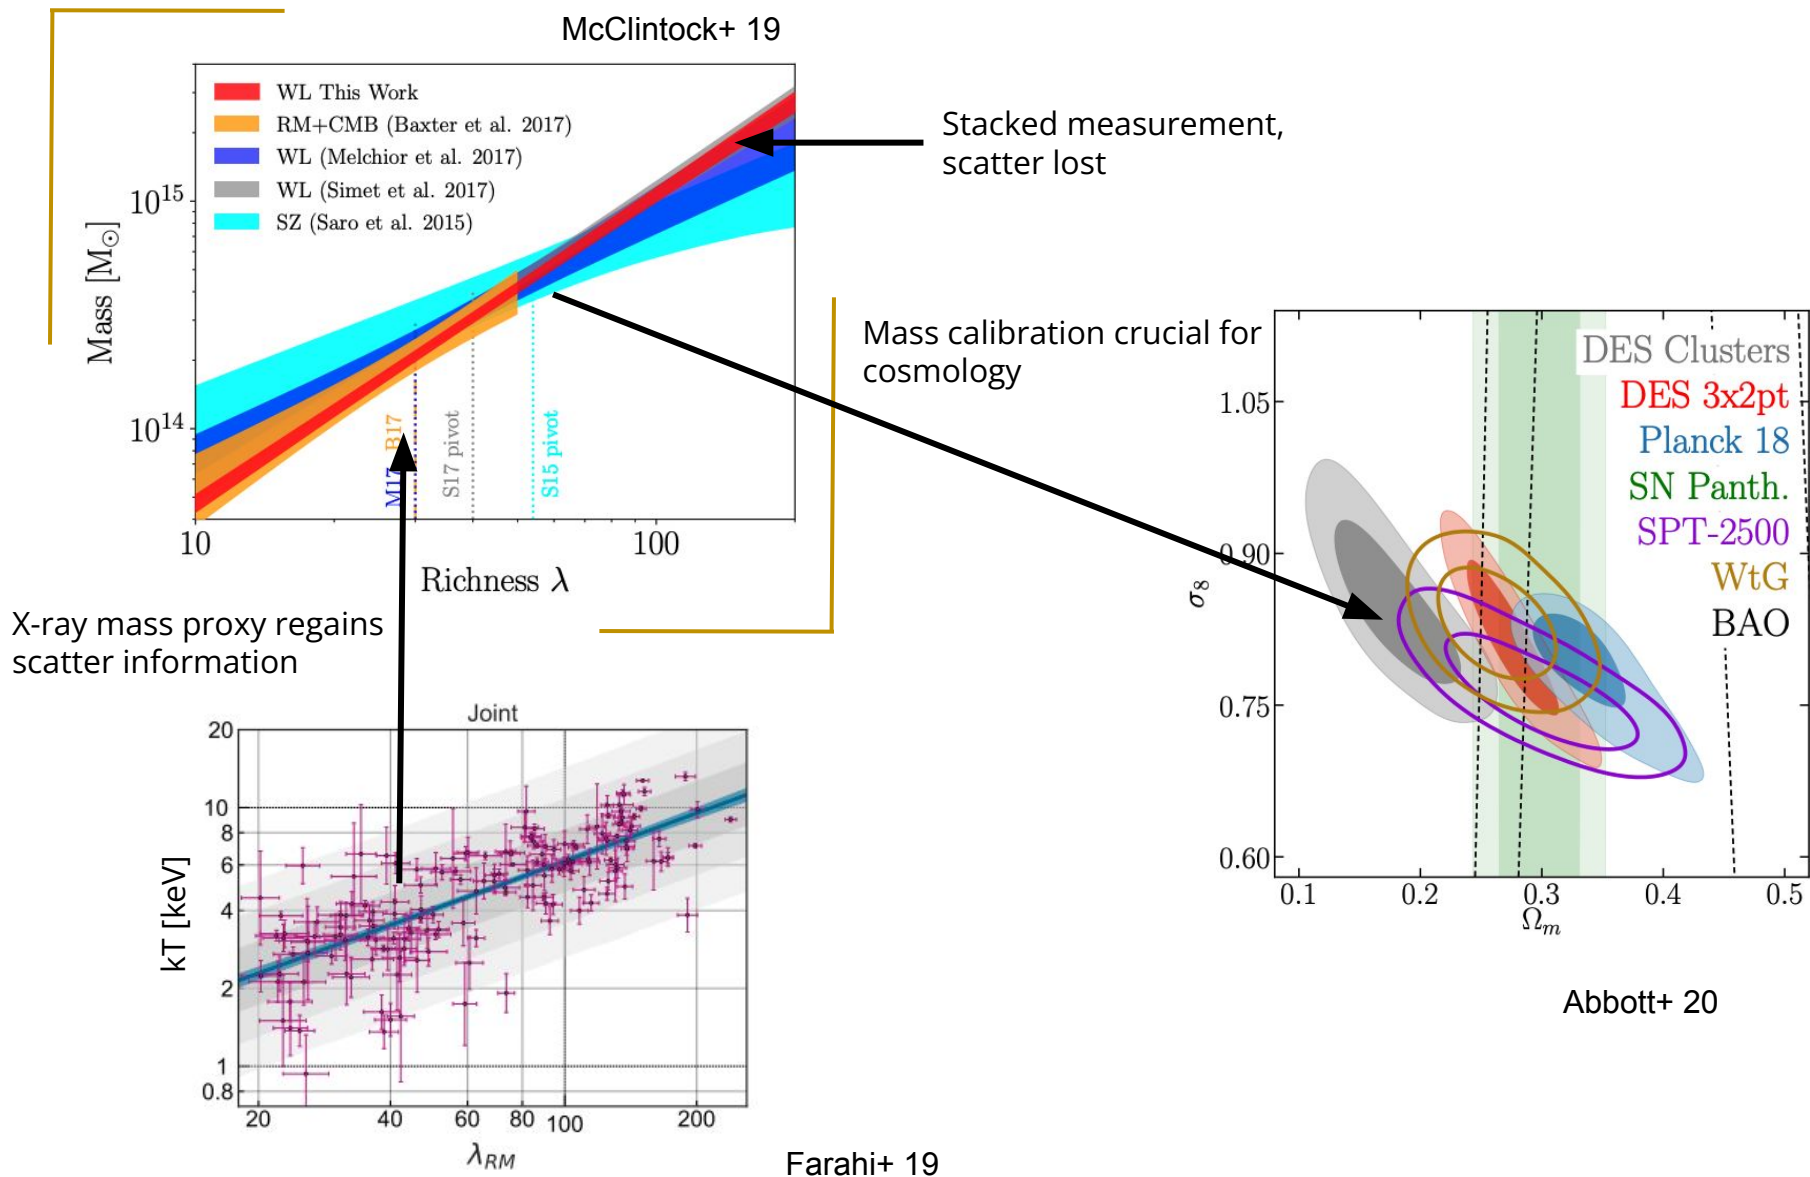 McClintock+ 19
WL This Work
RM+CMB (Baxter et al. 2017)
WL (Melchior et al. 2017)
WL (Simet et al. 2017)
SZ (Saro et al. 2015)
Mass [M☉]
10^15
10^14
M17, B17
S17 pivot
S15 pivot
10
100
Richness λ
Stacked measurement,
scatter lost
Mass calibration crucial for
cosmology
X-ray mass proxy regains
scatter information
DES Clusters
DES 3x2pt
Planck 18
SN Panth.
SPT-2500
WtG
BAO
σ₈
1.05
0.90
0.75
0.60
0.1
0.2
0.3
0.4
0.5
Ωₘ
Abbott+ 20
Joint
kT [keV]
20
10
8
6
4
2
1
0.8
20
40
60
80
100
200
λ_RM
Farahi+ 19